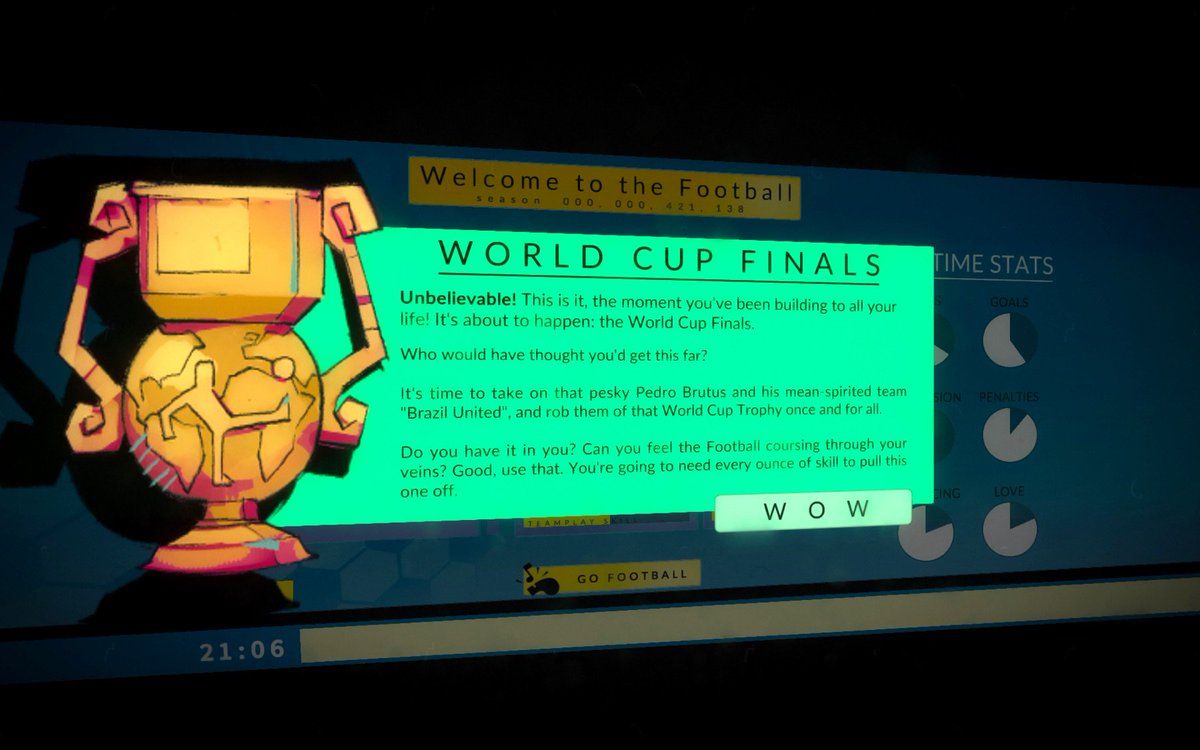 Welcome to the Football
season 000, 000, 421, 138
WORLD CUP FINALS
Unbelievable! This is it, the moment you've been building to all your
life! It's about to happen: the World Cup Finals.
Who would have thought you'd get this far?
It's time to take on that pesky Pedro Brutus and his mean-spirited team
"Brazil United", and rob them of that World Cup Trophy once and for all.
Do you have it in you? Can you feel the Football coursing through your
veins? Good, use that. You're going to need every ounce of skill to pull this
one off.
W O W
TIME STATS
GOALS
PENALTIES
LOVE
TEAMPLAY SKILL
GO FOOTBALL
21:06